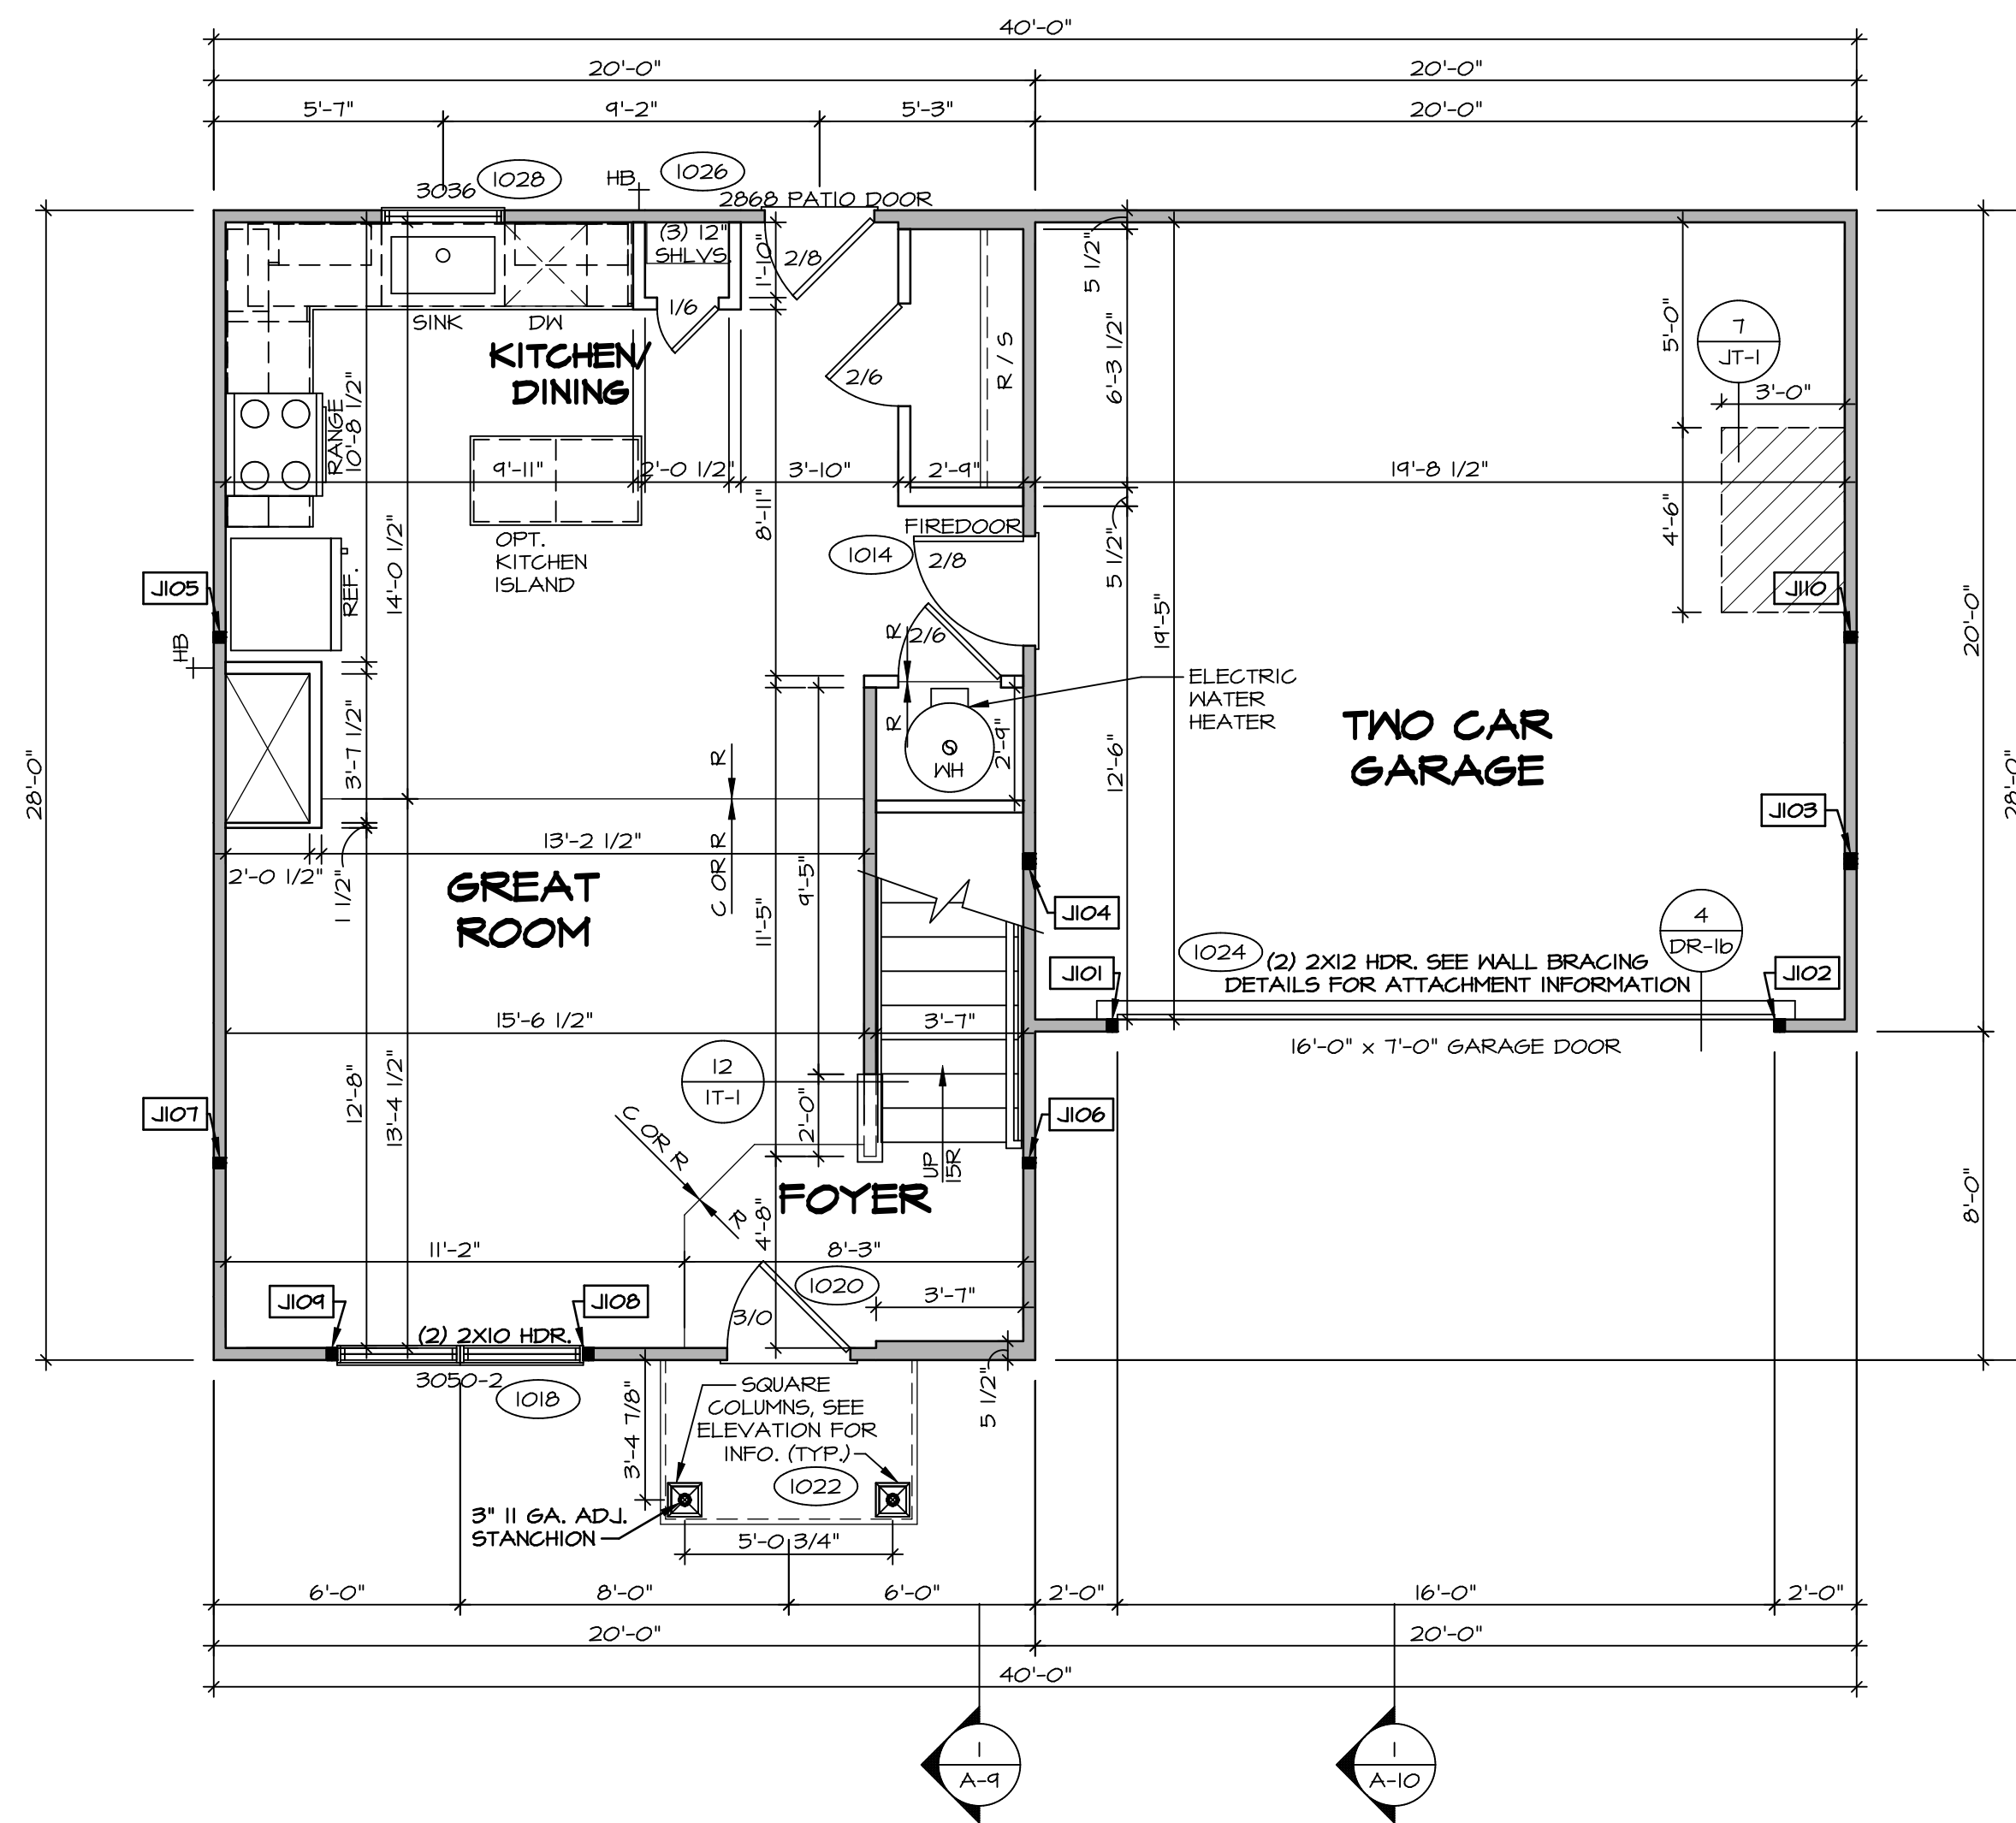 40'-0"
20'-0"
20'-0"
5'-7"
9'-2"
5'-3"
20'-0"
3036
1028
HB
1026
2868 PATIO DOOR
(3) 12"
SHLVS.
1'-10"
2/8
5 1/2"
1/6
SINK
DW
KITCHEN/
DINING
2/6
R / S
6'-3 1/2"
5'-0"
7
JT-1
3'-0"
RANGE
10'-8 1/2"
9'-11"
2'-0 1/2"
3'-10"
2'-9"
19'-8 1/2"
8'-11"
4'-6"
14'-0 1/2"
OPT.
KITCHEN
ISLAND
FIREDOOR
1014
2/8
5 1/2"
J105
REF.
J110
HB
R
2/6
19'-5"
20'-0"
ELECTRIC
WATER
HEATER
R
2'-9"
WH
TWO CAR
GARAGE
3'-7 1/2"
R
12'-6"
28'-0"
28'-0"
J103
13'-2 1/2"
C OR R
9'-5"
2'-0 1/2"
1 1/2"
GREAT
ROOM
11'-5"
J104
4
DR-1b
1024
(2) 2X12 HDR. SEE WALL BRACING
DETAILS FOR ATTACHMENT INFORMATION
J101
J102
15'-6 1/2"
3'-7"
16'-0" x 7'-0" GARAGE DOOR
12
IT-1
12'-8"
13'-4 1/2"
2'-0"
J107
J106
C OR R
UP
15R
R
FOYER
4'-8"
8'-0"
11'-2"
8'-3"
1020
3'-7"
J109
J108
3/0
(2) 2X10 HDR.
3050-2
1018
5 1/2"
3'-4 7/8"
SQUARE
COLUMNS, SEE
ELEVATION FOR
INFO. (TYP.)
1022
3" 11 GA. ADJ.
STANCHION
5'-0 3/4"
6'-0"
8'-0"
6'-0"
2'-0"
16'-0"
2'-0"
20'-0"
20'-0"
40'-0"
1
A-9
1
A-10